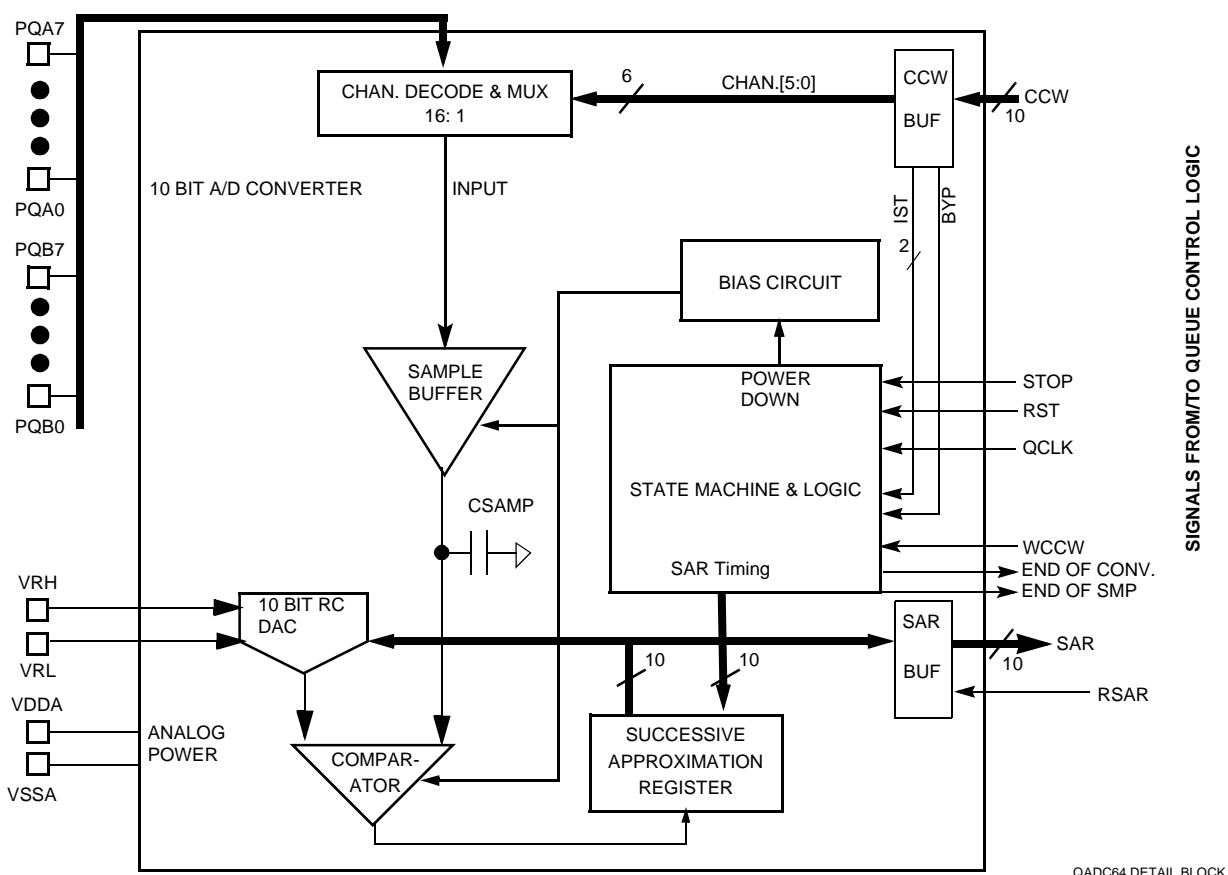 PQA7
PQA0
PQB7
PQB0
VRH
VRL
VDDA
VSSA
10 BIT A/D CONVERTER
CHAN. DECODE & MUX
16: 1
6
CHAN.[5:0]
CCW
BUF
CCW
10
INPUT
IST
BYP
2
BIAS CIRCUIT
SAMPLE
BUFFER
POWER
DOWN
STATE MACHINE & LOGIC
SAR Timing
STOP
RST
QCLK
WCCW
END OF CONV.
END OF SMP
CSAMP
10 BIT RC
DAC
10
10
SAR
BUF
SAR
10
RSAR
ANALOG
POWER
COMPAR-
ATOR
SUCCESSIVE
APPROXIMATION
REGISTER
SIGNALS FROM/TO QUEUE CONTROL LOGIC
QADC64 DETAIL BLOCK